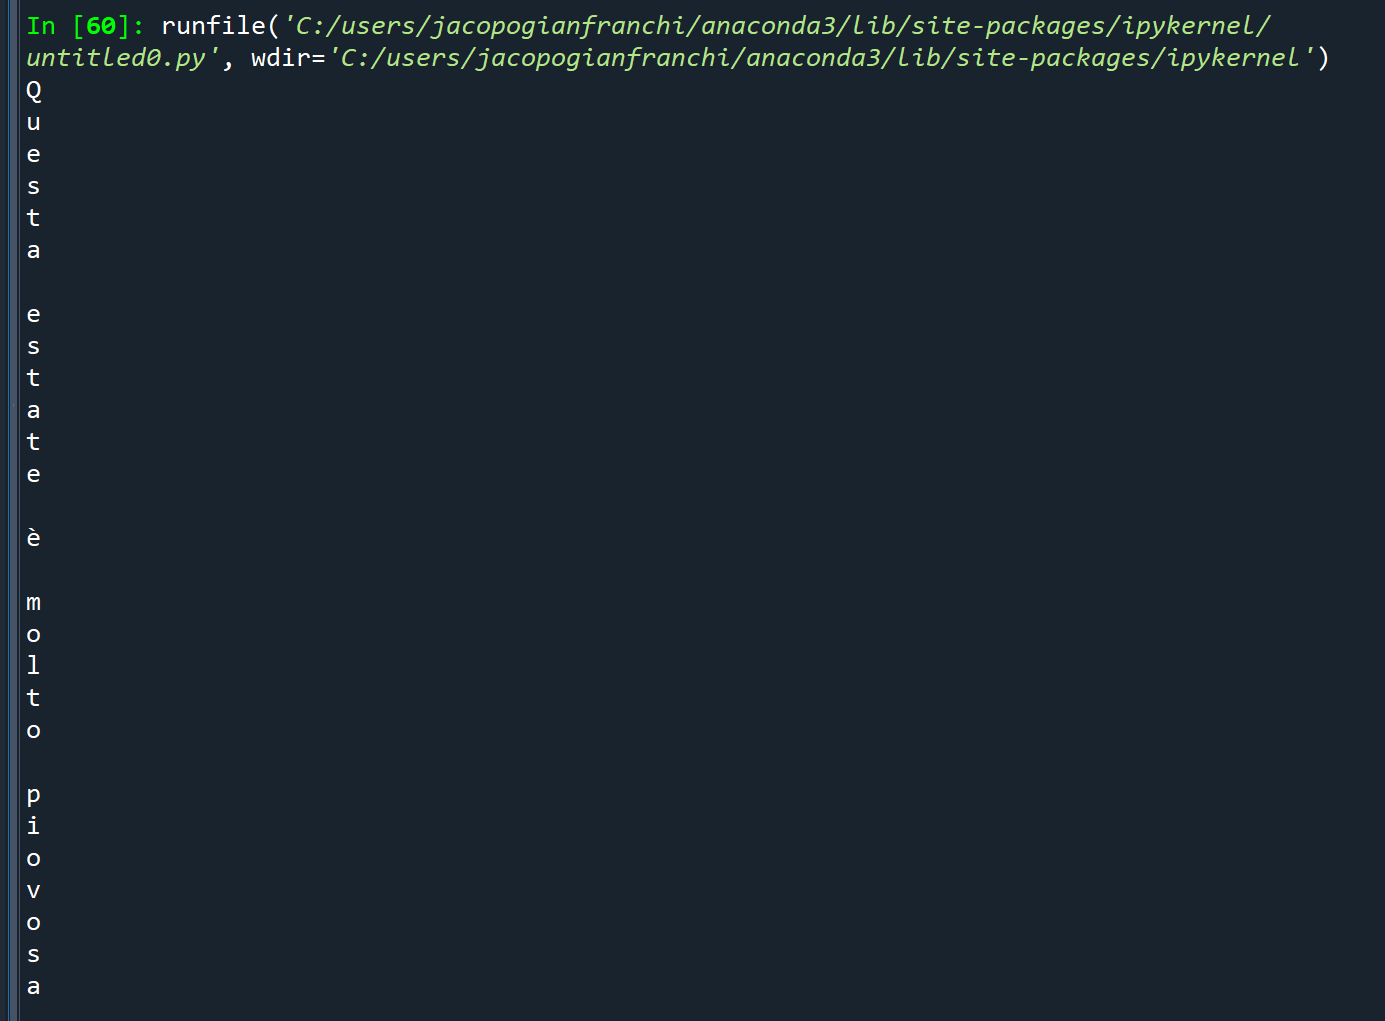 In [60]: runfile('C:/users/jacopogianfranchi/anaconda3/lib/site-packages/ipykernel/
untitled0.py', wdir='C:/users/jacopogianfranchi/anaconda3/lib/site-packages/ipykernel')
Q
u
e
s
t
a

e
s
t
a
t
e

è

m
o
l
t
o

p
i
o
v
o
s
a